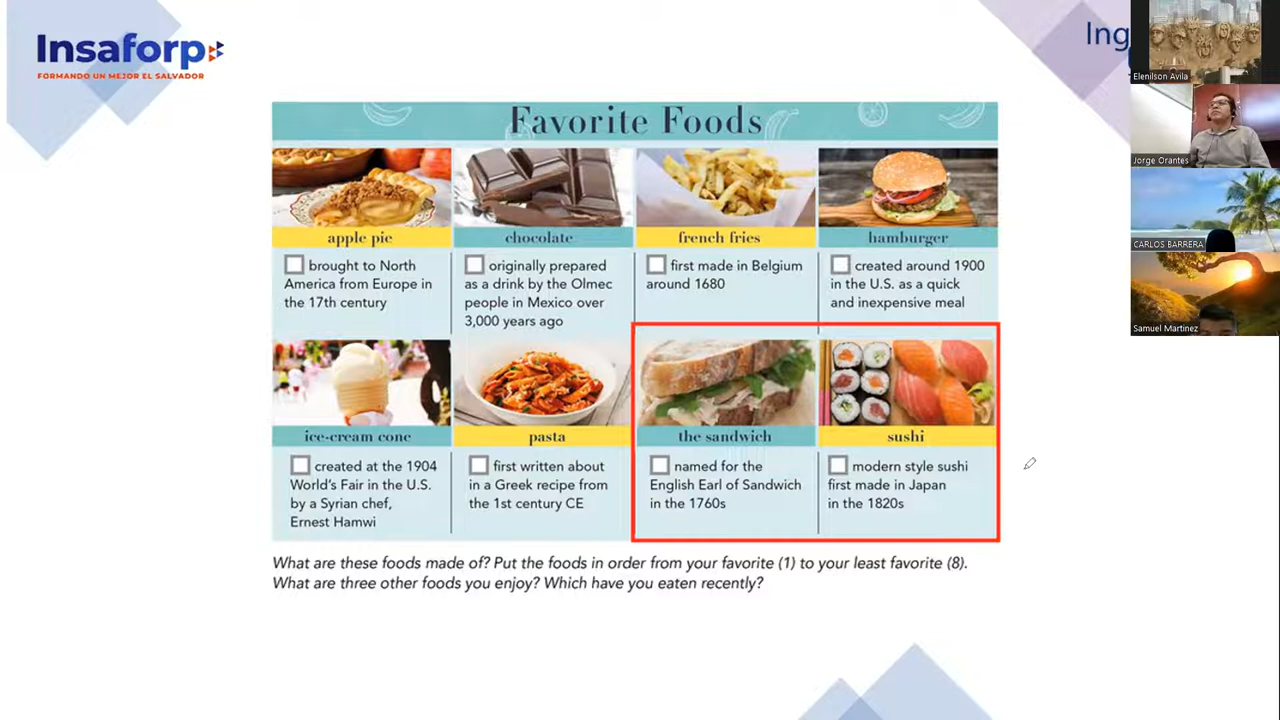 Insaforp
FORMANDO UN MEJOR EL SALVADOR
Ing
Elenilson Avila
Jorge Orantes
CARLOS BARRERA
Samuel Martinez
Favorite Foods
apple pie
brought to North
America from Europe in
the 17th century
chocolate
originally prepared
as a drink by the Olmec
people in Mexico over
3,000 years ago
french fries
first made in Belgium
around 1680
hamburger
created around 1900
in the U.S. as a quick
and inexpensive meal
ice-cream cone
created at the 1904
World's Fair in the U.S.
by a Syrian chef,
Ernest Hamwi
pasta
first written about
in a Greek recipe from
the 1st century CE
the sandwich
named for the
English Earl of Sandwich
in the 1760s
sushi
modern style sushi
first made in Japan
in the 1820s
What are these foods made of? Put the foods in order from your favorite (1) to your least favorite (8).
What are three other foods you enjoy? Which have you eaten recently?